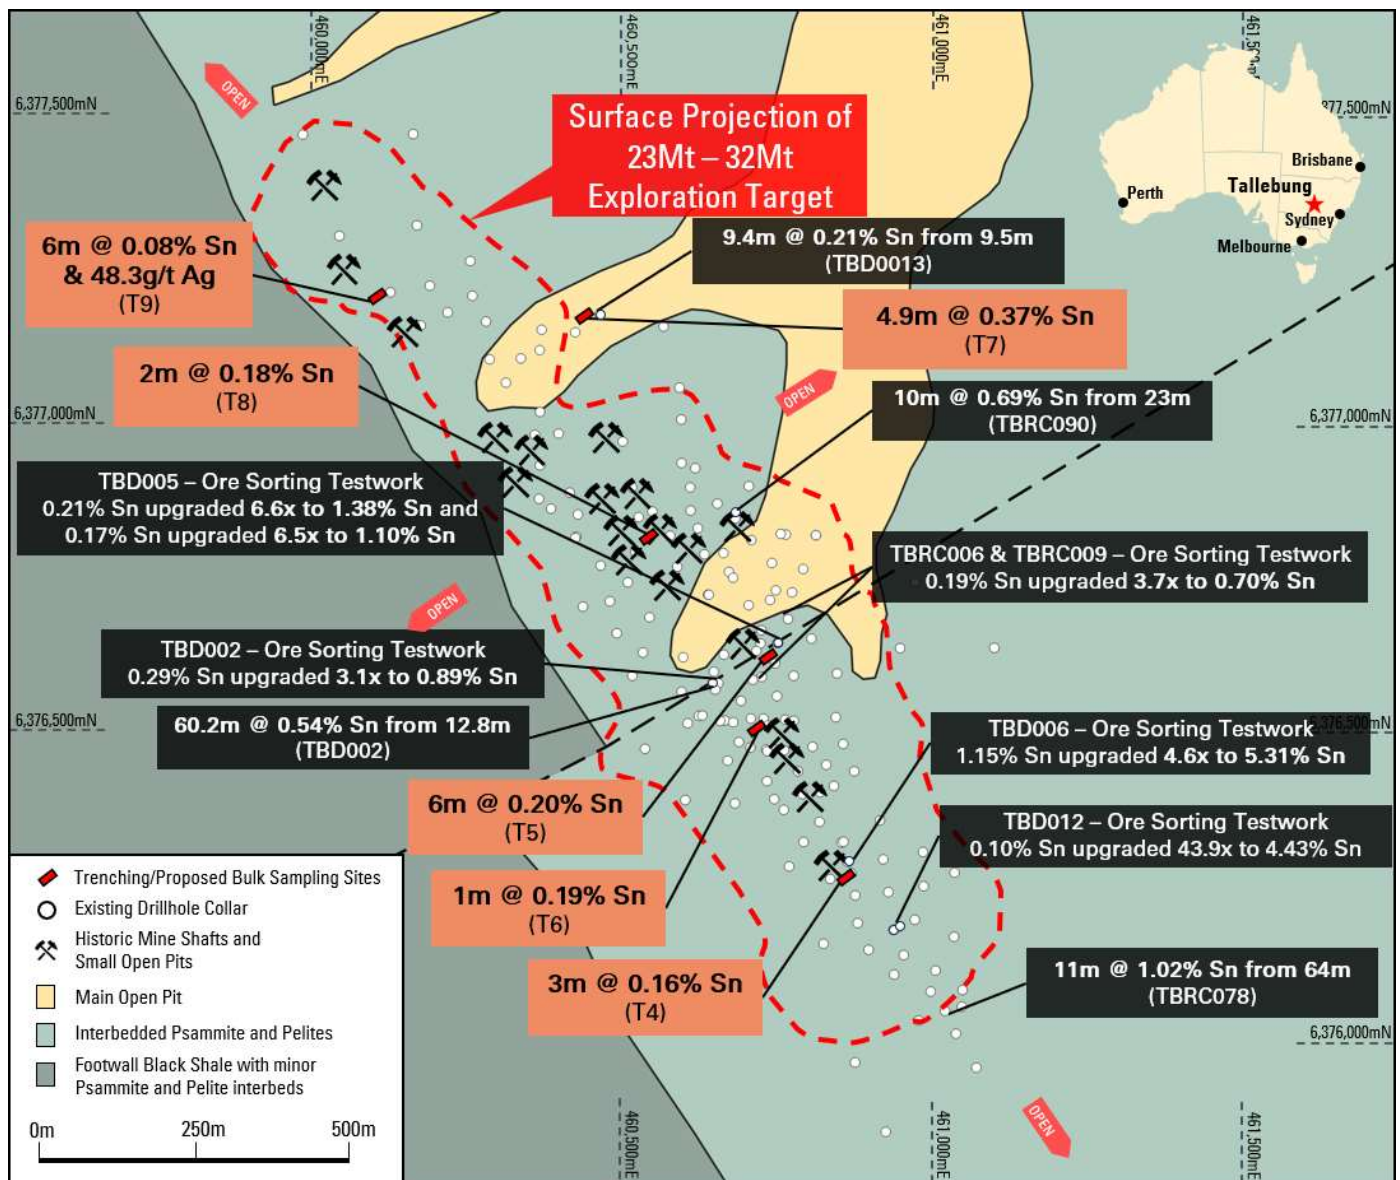 460,000mE
460,500mE
461,000mE
OPEN
6,377,500mN
Surface Projection of
23Mt – 32Mt
Exploration Target
Brisbane
Perth
Tallebung
Sydney
Melbourne
6m @ 0.08% Sn
& 48.3g/t Ag
(T9)
9.4m @ 0.21% Sn from 9.5m
(TBD0013)
4.9m @ 0.37% Sn
(T7)
2m @ 0.18% Sn
(T8)
OPEN
10m @ 0.69% Sn from 23m
(TBRC090)
6,377,000mN
6,377,000mN
TBD005 – Ore Sorting Testwork
0.21% Sn upgraded 6.6x to 1.38% Sn and
0.17% Sn upgraded 6.5x to 1.10% Sn
TBRC006 & TBRC009 – Ore Sorting Testwork
0.19% Sn upgraded 3.7x to 0.70% Sn
OPEN
TBD002 – Ore Sorting Testwork
0.29% Sn upgraded 3.1x to 0.89% Sn
60.2m @ 0.54% Sn from 12.8m
(TBD002)
6,376,500mN
TBD006 – Ore Sorting Testwork
1.15% Sn upgraded 4.6x to 5.31% Sn
6m @ 0.20% Sn
(T5)
TBD012 – Ore Sorting Testwork
0.10% Sn upgraded 43.9x to 4.43% Sn
1m @ 0.19% Sn
(T6)
3m @ 0.16% Sn
(T4)
11m @ 1.02% Sn from 64m
(TBRC078)
6,376,000mN
Trenching/Proposed Bulk Sampling Sites
Existing Drillhole Collar
Historic Mine Shafts and
Small Open Pits
Main Open Pit
Interbedded Psammite and Pelites
Footwall Black Shale with minor
Psammite and Pelite interbeds
0m 250m 500m
460,500mE
461,000mE
461,500mE
OPEN